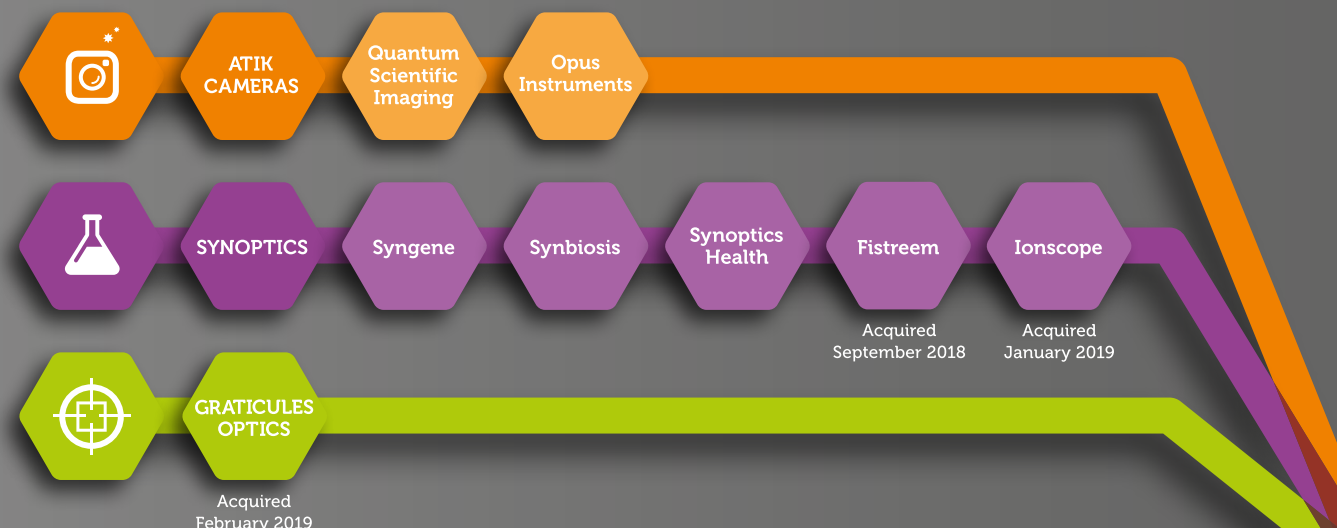 ATIK
CAMERAS
Quantum
Scientific
Imaging
Opus
Instruments
SYNOPTICS
Syngene
Synbiosis
Synoptics
Health
Fistreem
Ionscope
Acquired
September 2018
Acquired
January 2019
GRATICULES
OPTICS
Acquired
February 2019